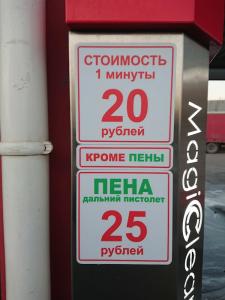 СТОИМОСТЬ
1 минуты
20
рублей
КРОМЕ ПЕНЫ
ПЕНА
дальний пистолет
25
рублей
MagiClean